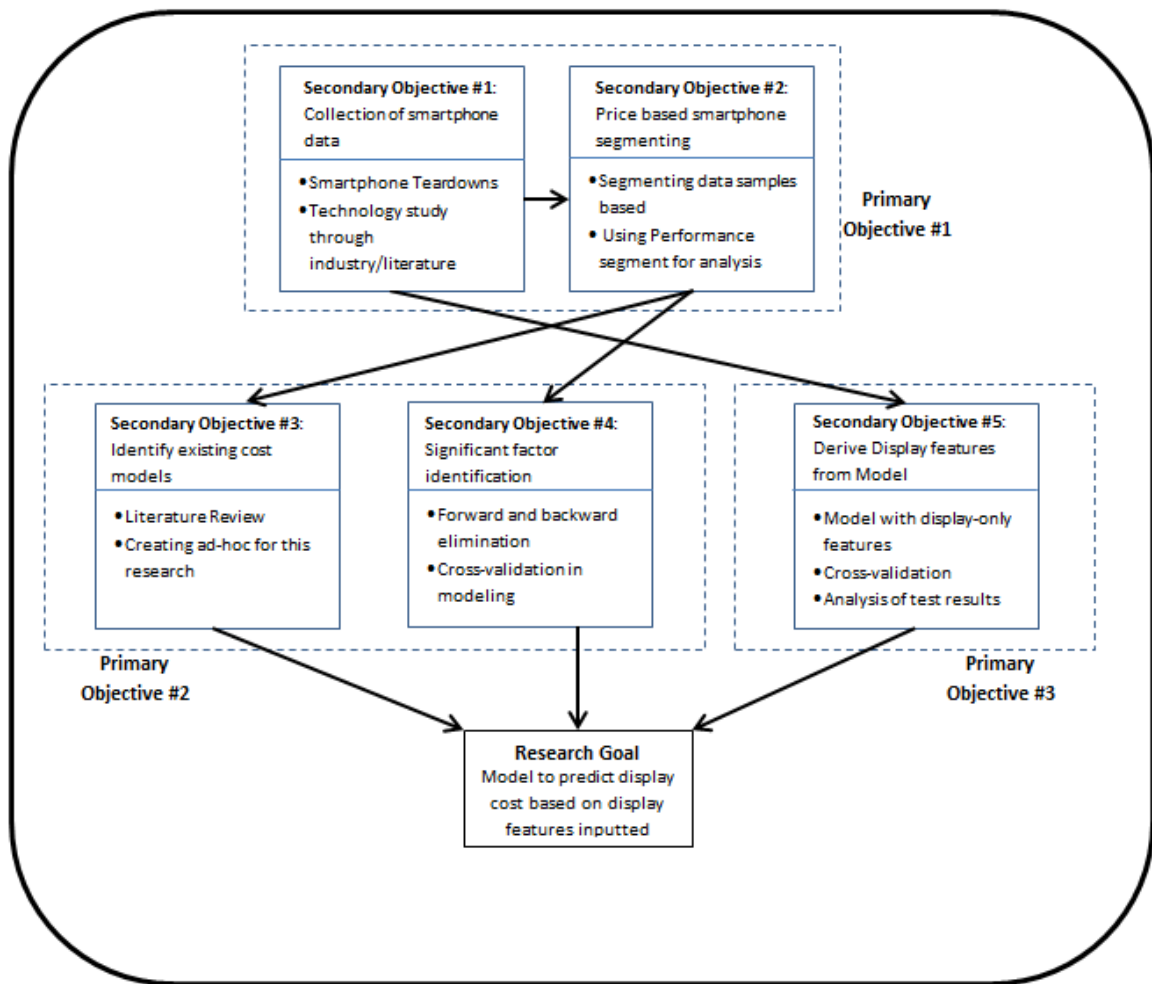 Secondary Objective #1:
Collection of smartphone
data
• Smartphone Teardowns
• Technology study
through
industry/literature
Secondary Objective #2:
Price based smartphone
segmenting
• Segmenting data samples
based
• Using Performance
segment for analysis
Primary
Objective #1
Secondary Objective #3:
Identify existing cost
models
• Literature Review
• Creating ad-hoc for this
research
Secondary Objective #4:
Significant factor
identification
• Forward and backward
elimination
• Cross-validation in
modeling
Primary
Objective #2
Secondary Objective #5:
Derive Display features
from Model
• Model with display-only
features
• Cross-validation
• Analysis of test results
Primary
Objective #3
Research Goal
Model to predict display
cost based on display
features inputted